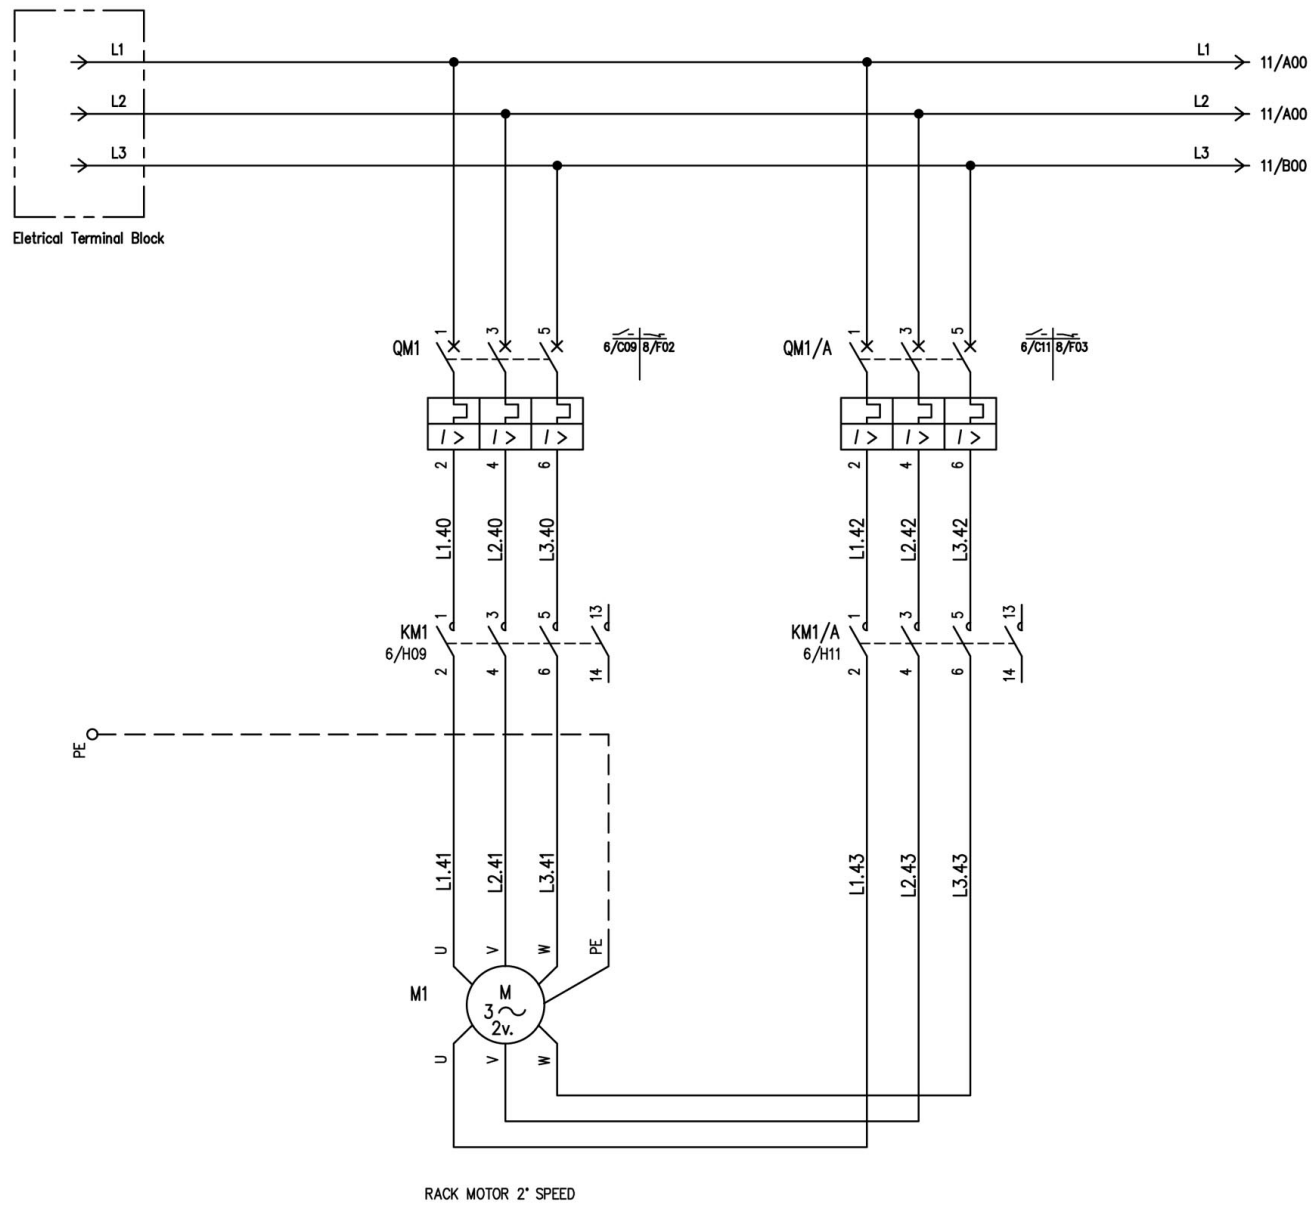 L1
L1
11/A00
L2
L2
11/A00
L3
L3
11/B00
Eletrical Terminal Block
QM1
1
3
5
6/C09
8/F02
QM1/A
1
3
5
6/C11
8/F03
I >
I >
I >
I >
I >
I >
2
4
6
2
4
6
L1.40
L2.40
L3.40
L1.42
L2.42
L3.42
KM1
6/H09
1
3
5
13
KM1/A
6/H11
1
3
5
13
2
4
6
14
2
4
6
14
PE
L1.41
L2.41
L3.41
L1.43
L2.43
L3.43
U
V
W
PE
M1
M
3
2v.
U
V
W
RACK MOTOR 2° SPEED